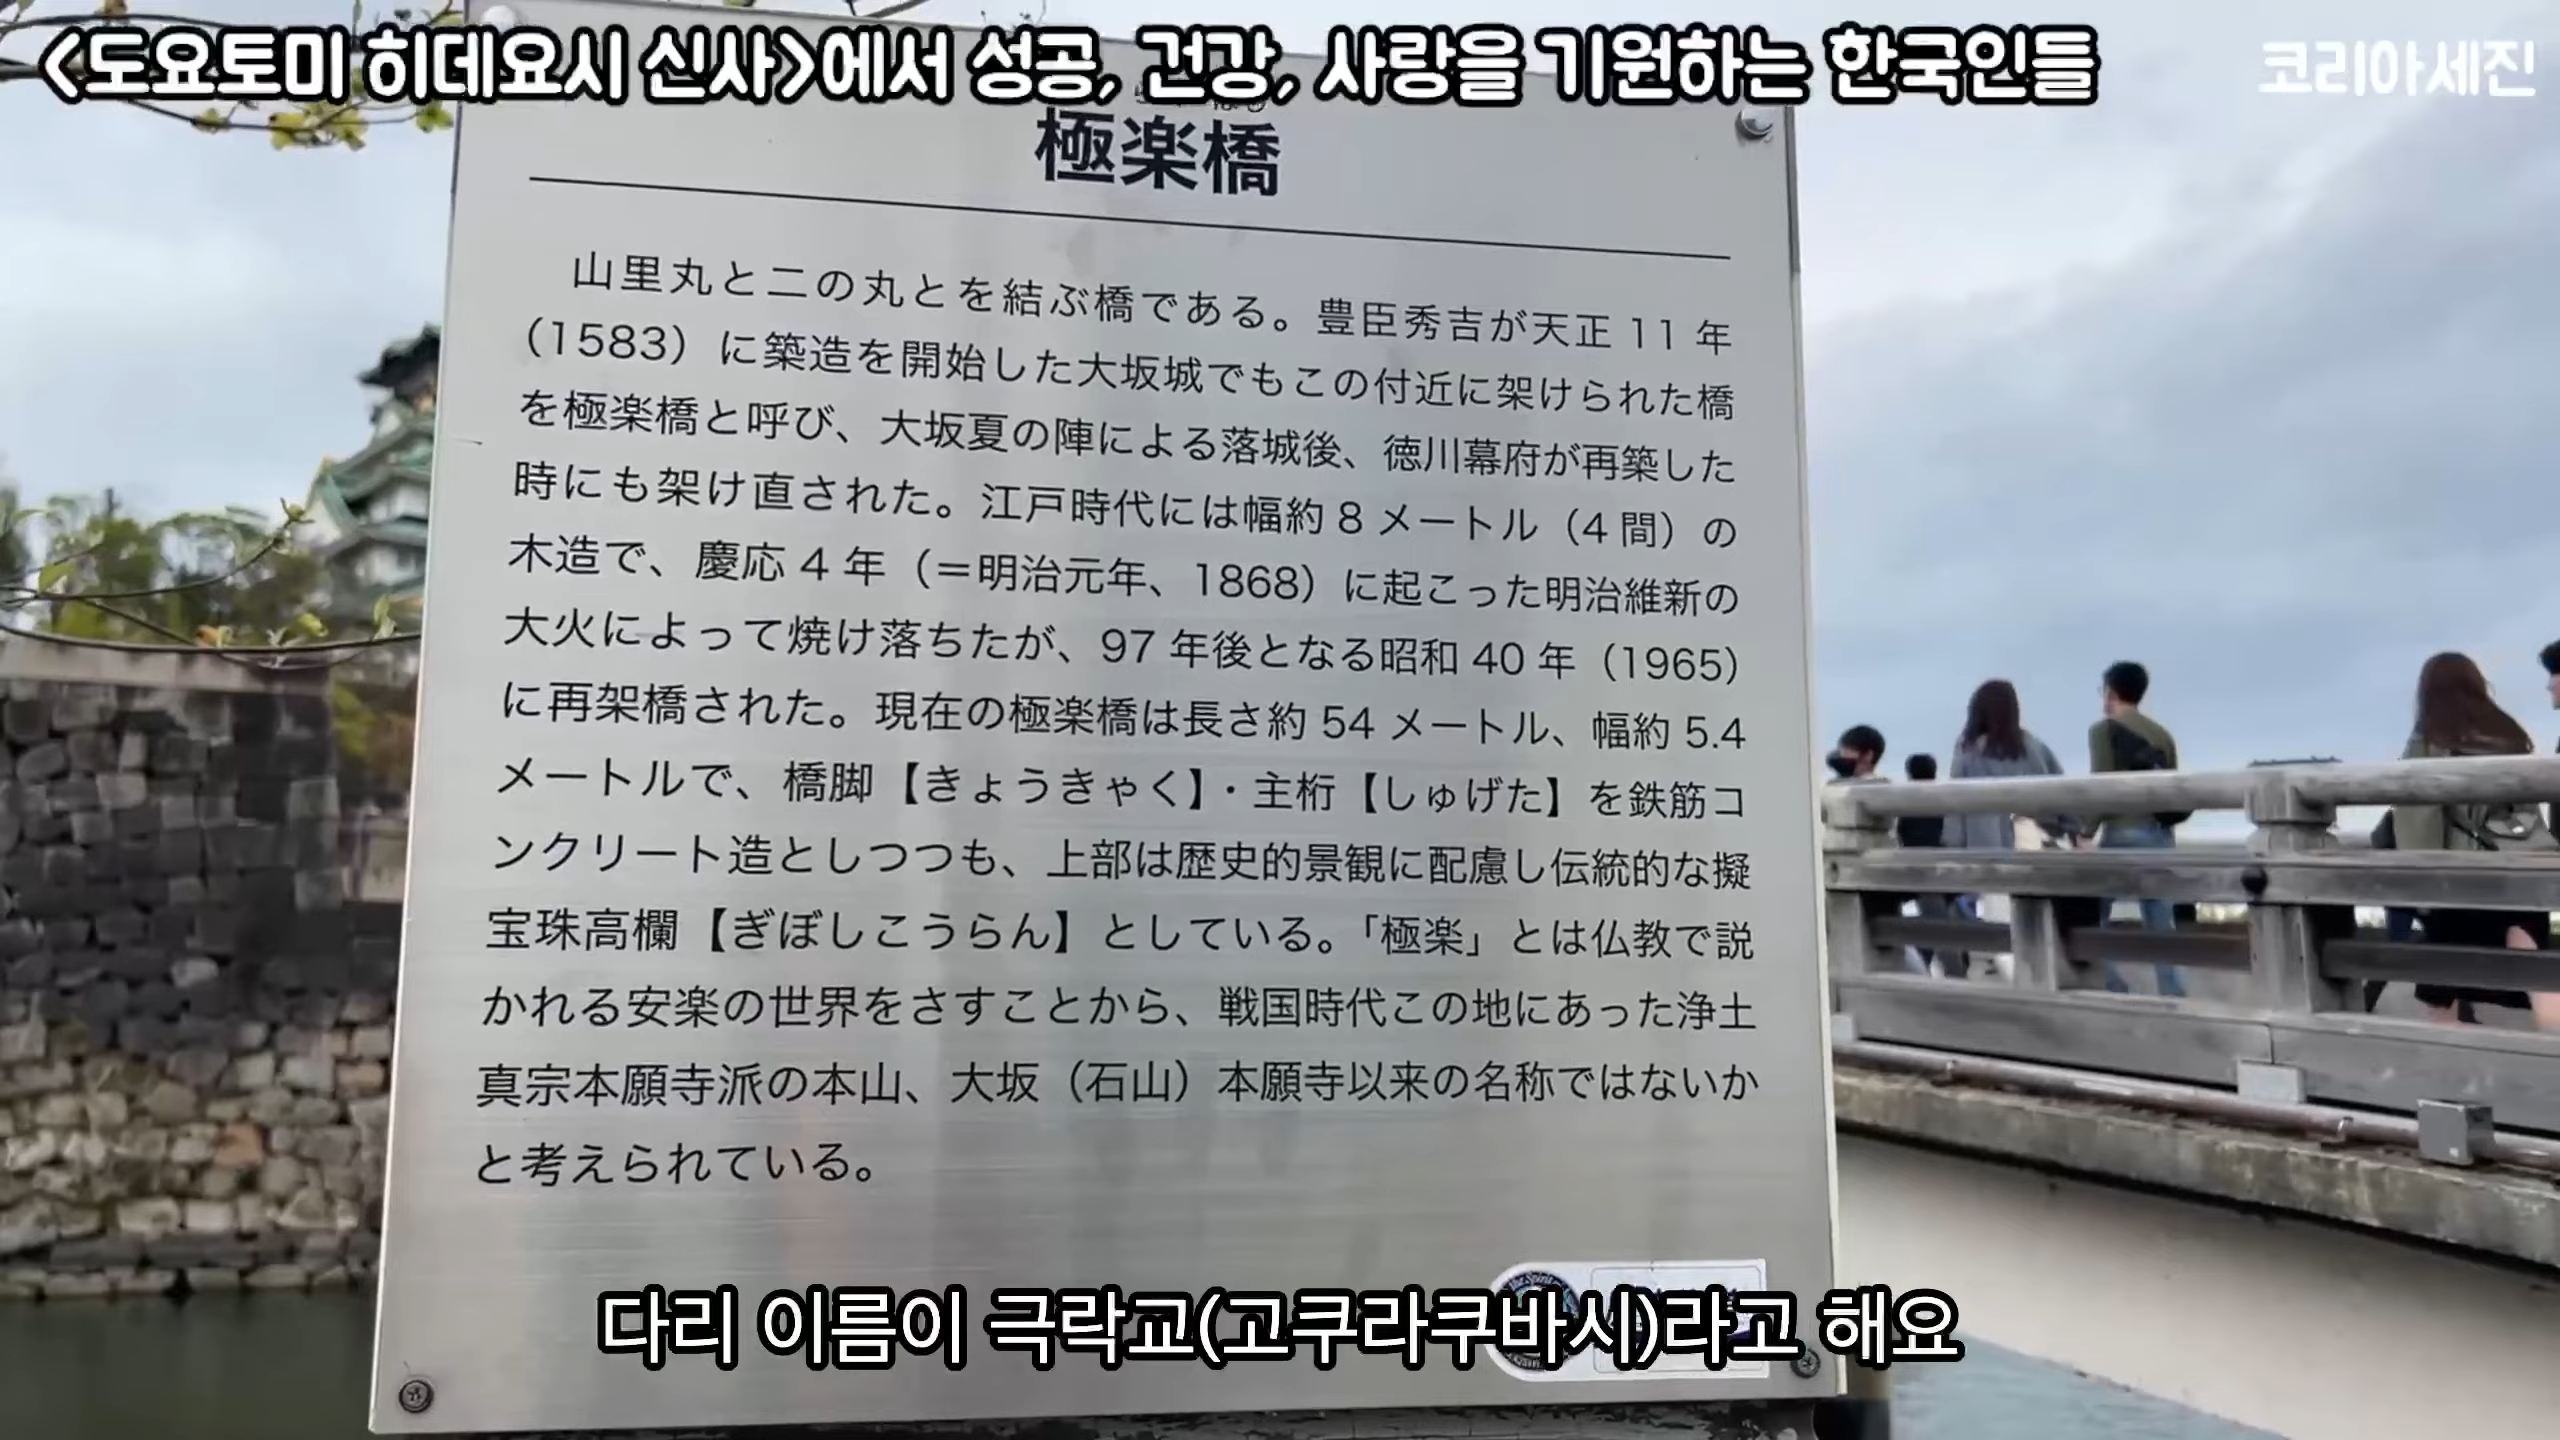 <도요토미 히데요시 신사>에서 성공, 건강, 사랑을 기원하는 한국인들
코리아세진
極楽橋
山里丸と二の丸とを結ぶ橋である。豊臣秀吉が天正 11 年
（1583）に築造を開始した大坂城でもこの付近に架けられた橋
を極楽橋と呼び、大坂夏の陣による落城後、徳川幕府が再築した
時にも架け直された。江戸時代には幅約 8 メートル（4 間）の
木造で、慶応 4 年（＝明治元年、1868）に起こった明治維新の
大火によって焼け落ちたが、97 年後となる昭和 40 年（1965）
に再架橋された。現在の極楽橋は長さ約 54 メートル、幅約 5.4
メートルで、橋脚【きょうきゃく】・主桁【しゅげた】を鉄筋コ
ンクリート造としつつも、上部は歴史的景観に配慮し伝統的な擬
宝珠高欄【ぎぼしこうらん】としている。「極楽」とは仏教で説
かれる安楽の世界をさすことから、戦国時代この地にあった浄土
真宗本願寺派の本山、大坂（石山）本願寺以来の名称ではないか
と考えられている。
The Spirit
다리 이름이 극락교(고쿠라쿠바시)라고 해요